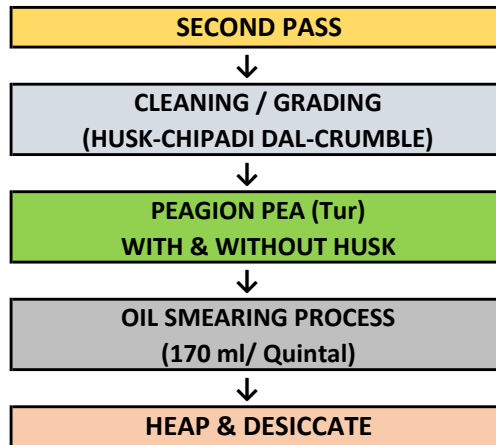 SECOND PASS
↓
CLEANING / GRADING
(HUSK-CHIPADI DAL-CRUMBLE)
↓
PEAGION PEA (Tur)
WITH & WITHOUT HUSK
↓
OIL SMEARING PROCESS
(170 ml/ Quintal)
↓
HEAP & DESICCATE